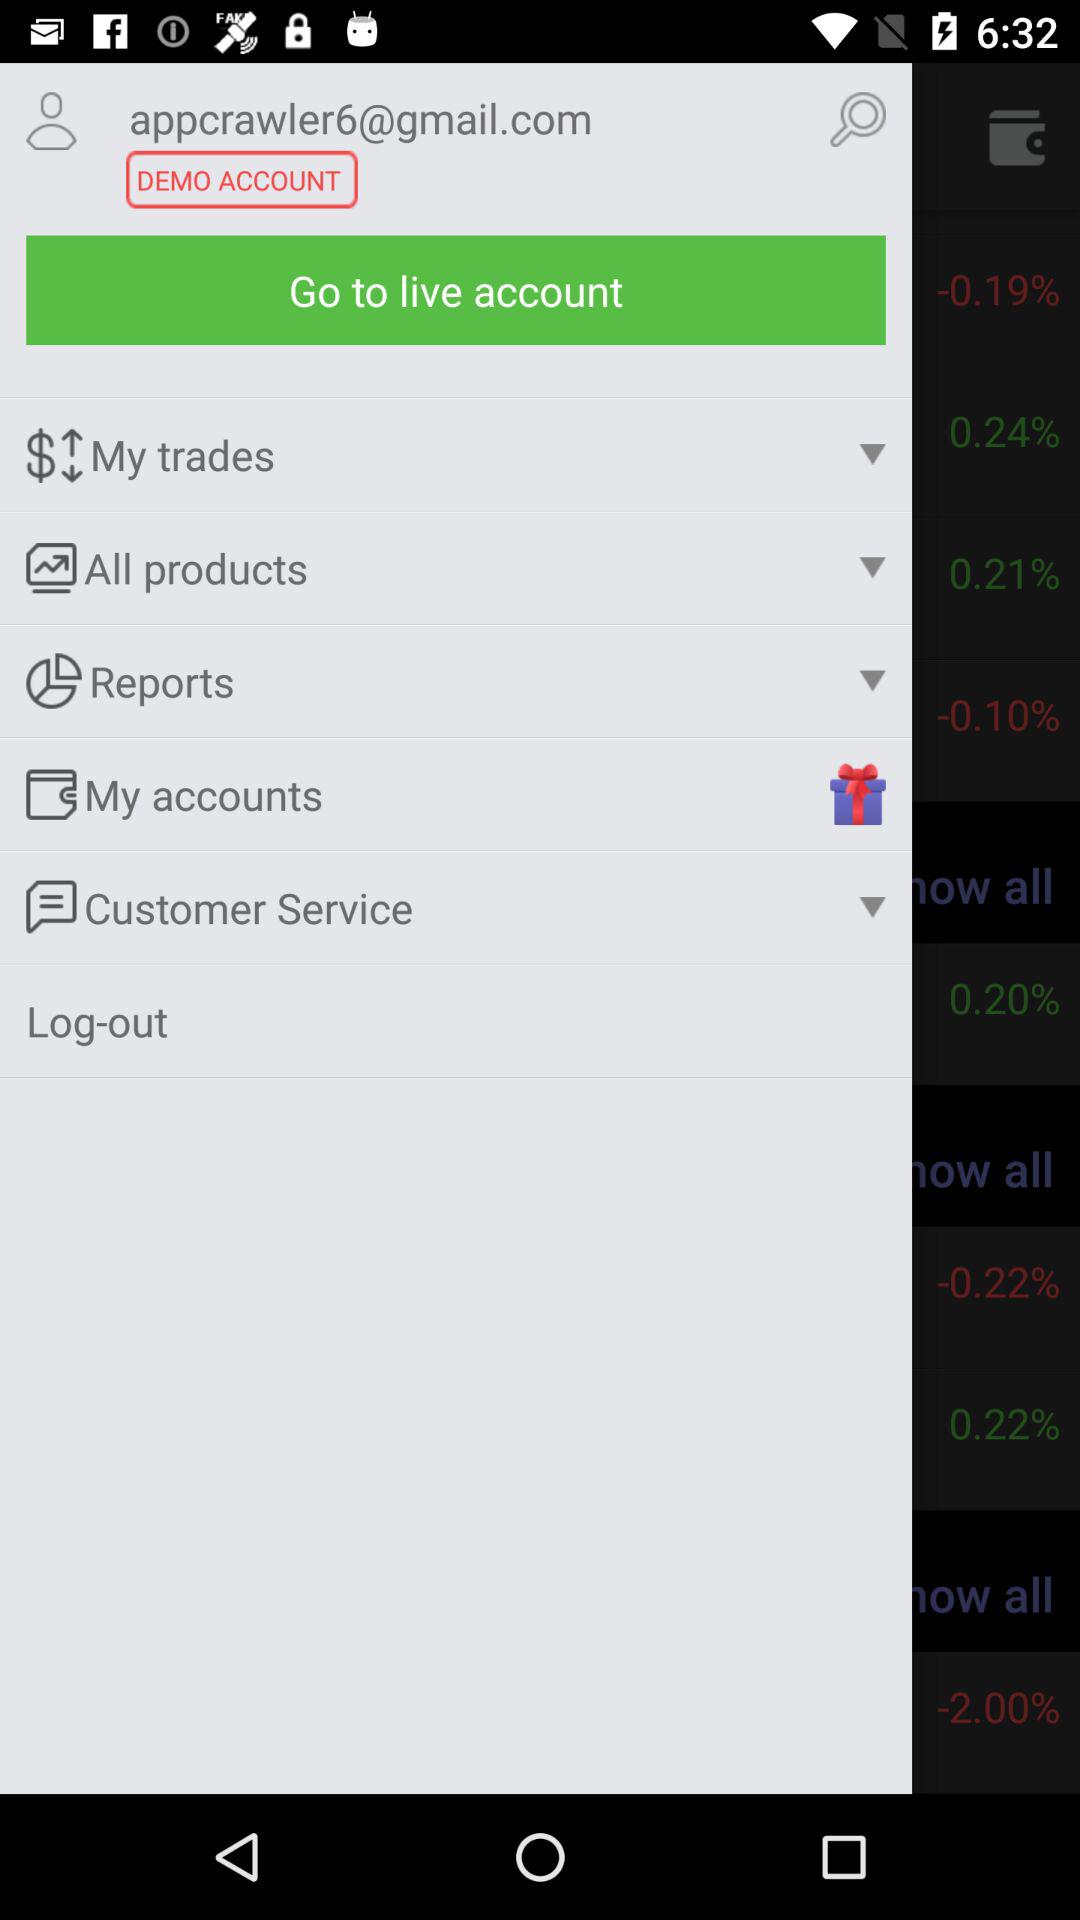 FAKE
6:32
appcrawler6@gmail.com
DEMO ACCOUNT
Go to live account
-0.19%
My trades
0.24%
All products
0.21%
Reports
-0.10%
My accounts
now all
Customer Service
0.20%
Log-out
now all
-0.22%
0.22%
now all
-2.00%